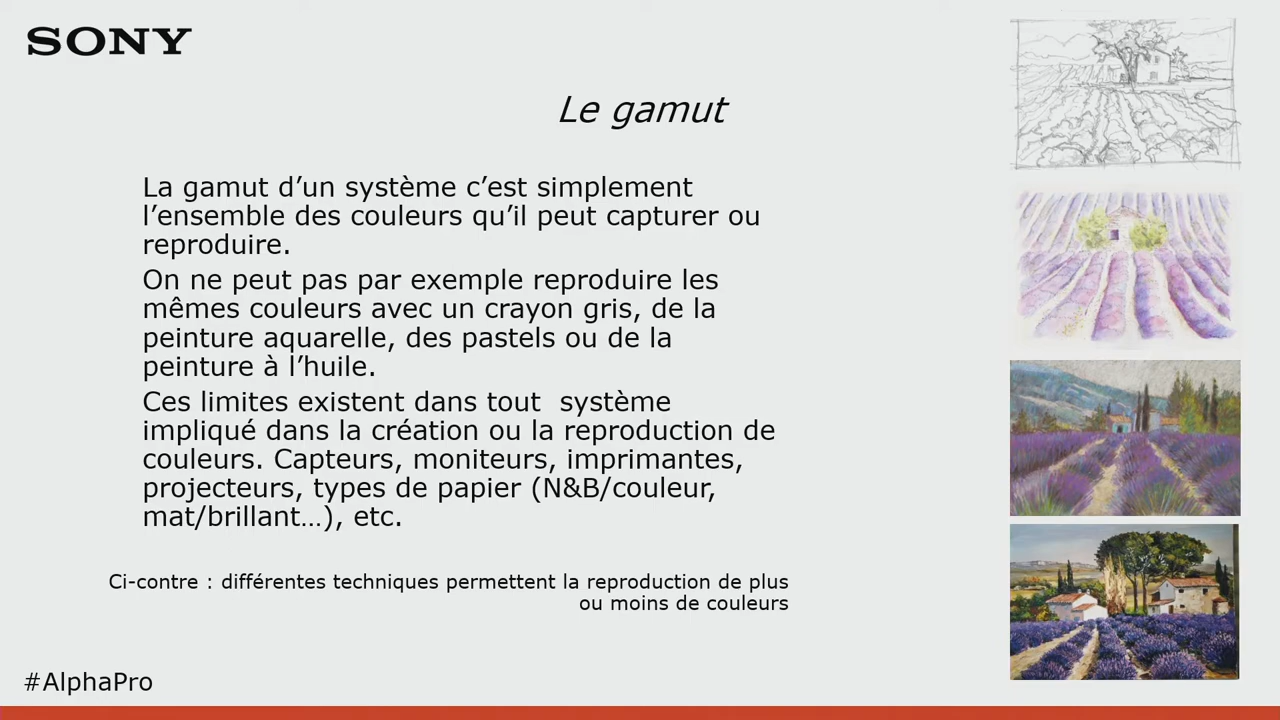 SONY
Le gamut
La gamut d’un système c’est simplement
l’ensemble des couleurs qu’il peut capturer ou
reproduire.
On ne peut pas par exemple reproduire les
mêmes couleurs avec un crayon gris, de la
peinture aquarelle, des pastels ou de la
peinture à l’huile.
Ces limites existent dans tout  système
impliqué dans la création ou la reproduction de
couleurs. Capteurs, moniteurs, imprimantes,
projecteurs, types de papier (N&B/couleur,
mat/brillant…), etc.
Ci-contre : différentes techniques permettent la reproduction de plus
ou moins de couleurs
#AlphaPro